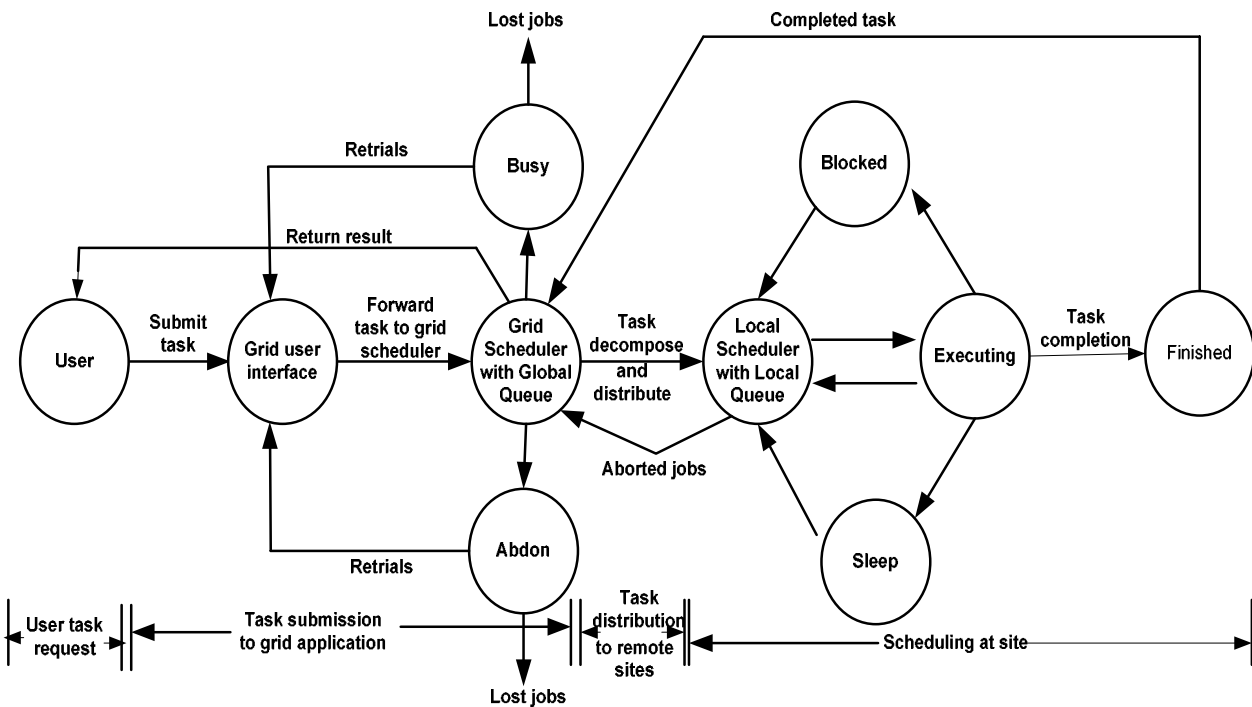 Lost jobs
Completed task
Retrials
Busy
Blocked
Return result
User
Submit
task
Grid user
interface
Forward
task to grid
scheduler
Grid
Scheduler
with Global
Queue
Task
decompose
and
distribute
Local
Scheduler
with Local
Queue
Executing
Task
completion
Finished
Aborted jobs
Retrials
Abdon
Sleep
User task
request
Task submission
to grid application
Task
distribution
to remote
sites
Scheduling at site
Lost jobs